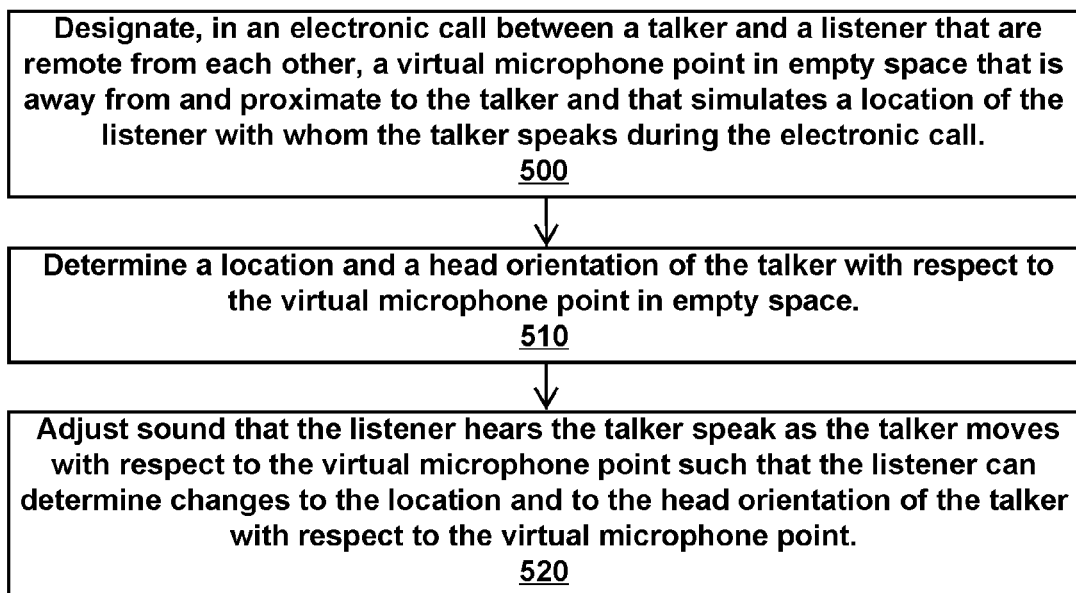 Designate, in an electronic call between a talker and a listener that are
remote from each other, a virtual microphone point in empty space that is
away from and proximate to the talker and that simulates a location of the
listener with whom the talker speaks during the electronic call.
500
Determine a location and a head orientation of the talker with respect to
the virtual microphone point in empty space.
510
Adjust sound that the listener hears the talker speak as the talker moves
with respect to the virtual microphone point such that the listener can
determine changes to the location and to the head orientation of the talker
with respect to the virtual microphone point.
520